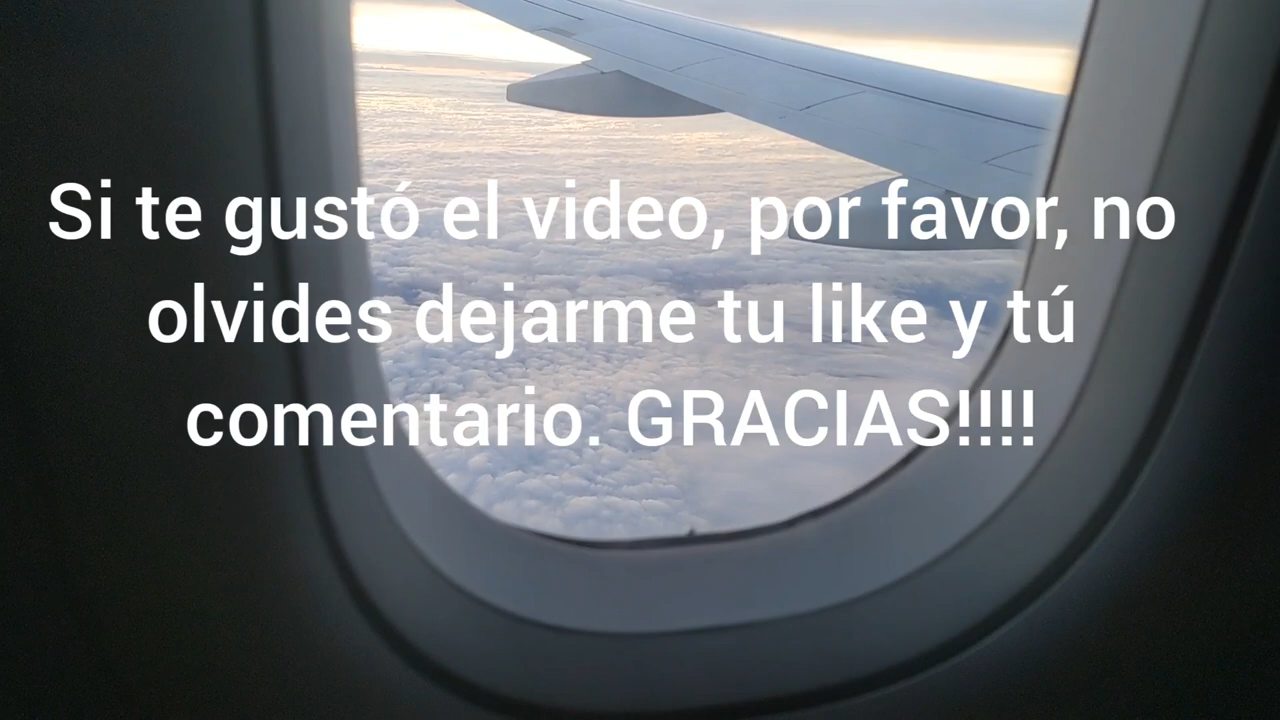 Si te gustó el video, por favor, no
olvides dejarme tu like y tú
comentario. GRACIAS!!!!